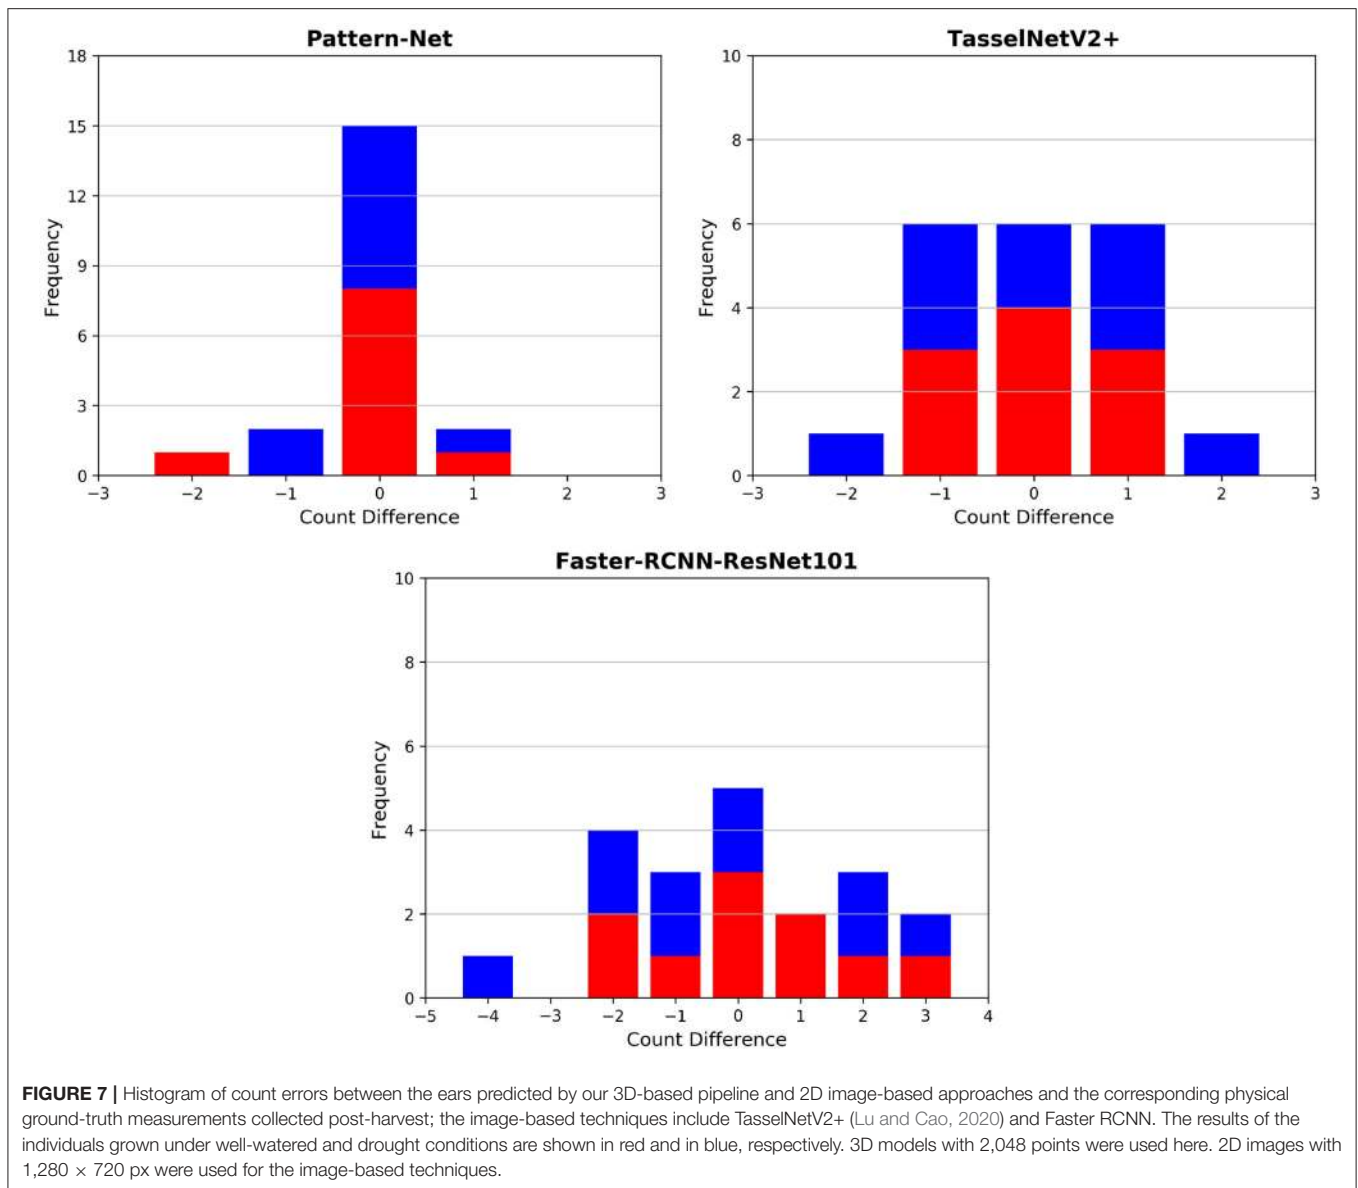 Pattern-Net
18
15
12
9
6
3
0
Frequency
−3 −2 −1 0 1 2 3
Count Difference
TasselNetV2+
10
8
6
4
2
0
Frequency
−3 −2 −1 0 1 2 3
Count Difference
Faster-RCNN-ResNet101
10
8
6
4
2
0
Frequency
−5 −4 −3 −2 −1 0 1 2 3 4
Count Difference
FIGURE 7 | Histogram of count errors between the ears predicted by our 3D-based pipeline and 2D image-based approaches and the corresponding physical
ground-truth measurements collected post-harvest; the image-based techniques include TasselNetV2+ (Lu and Cao, 2020) and Faster RCNN. The results of the
individuals grown under well-watered and drought conditions are shown in red and in blue, respectively. 3D models with 2,048 points were used here. 2D images with
1,280 × 720 px were used for the image-based techniques.